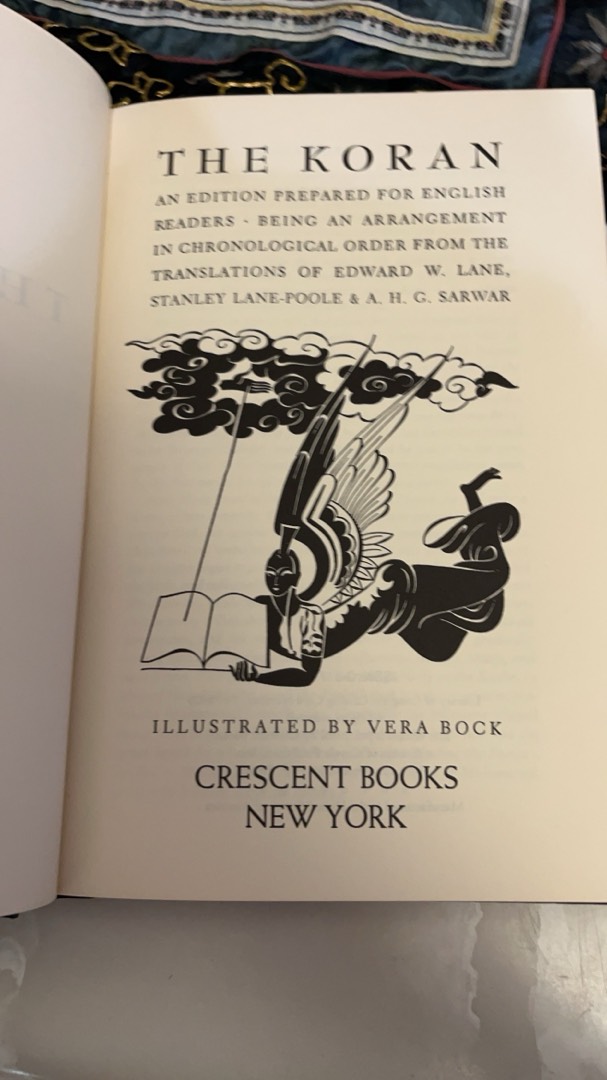 THE KORAN
AN EDITION PREPARED FOR ENGLISH
READERS · BEING AN ARRANGEMENT
IN CHRONOLOGICAL ORDER FROM THE
TRANSLATIONS OF EDWARD W. LANE,
STANLEY LANE-POOLE & A. H. G. SARWAR
ILLUSTRATED BY VERA BOCK
CRESCENT BOOKS
NEW YORK